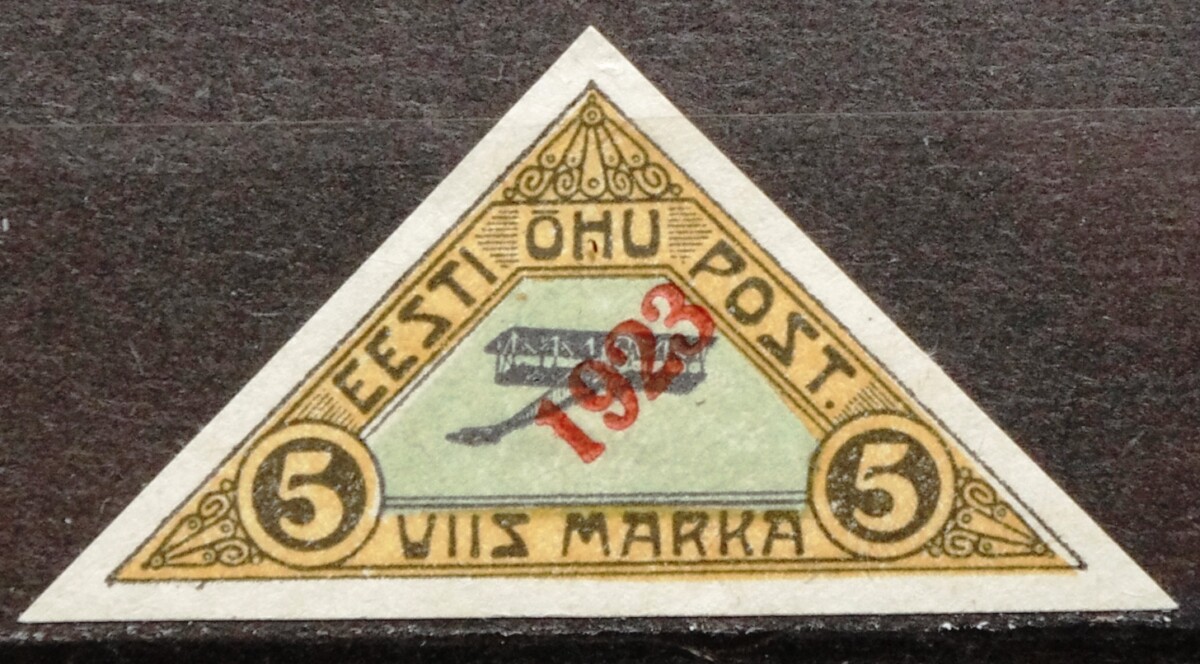 EESTI ÕHU POST.
1923
5 5
VIIS MARKA